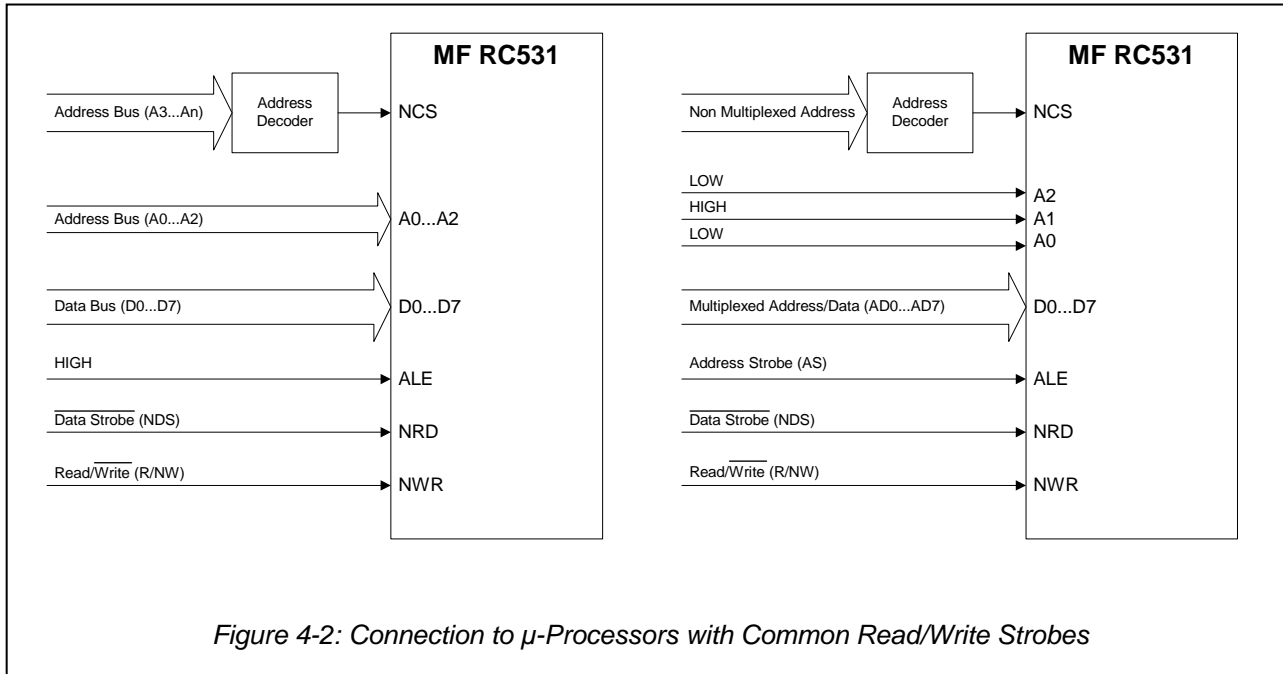 MF RC531
Address Bus (A3...An)
Address
Decoder
NCS
Address Bus (A0...A2)
A0...A2
Data Bus (D0...D7)
D0...D7
HIGH
ALE
Data Strobe (NDS)
NRD
Read/Write (R/NW)
NWR
MF RC531
Non Multiplexed Address
Address
Decoder
NCS
LOW
A2
HIGH
A1
LOW
A0
Multiplexed Address/Data (AD0...AD7)
D0...D7
Address Strobe (AS)
ALE
Data Strobe (NDS)
NRD
Read/Write (R/NW)
NWR
Figure 4-2: Connection to µ-Processors with Common Read/Write Strobes